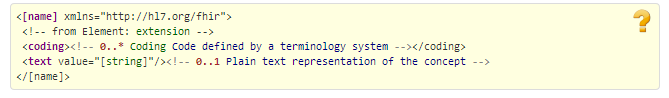 <[name] xmlns="http://hl7.org/fhir">
<!-- from Element: extension -->
<coding><!-- 0..* Coding Code defined by a terminology system --></coding>
<text value="[string]"/><!-- 0..1 Plain text representation of the concept -->
</[name]>
?